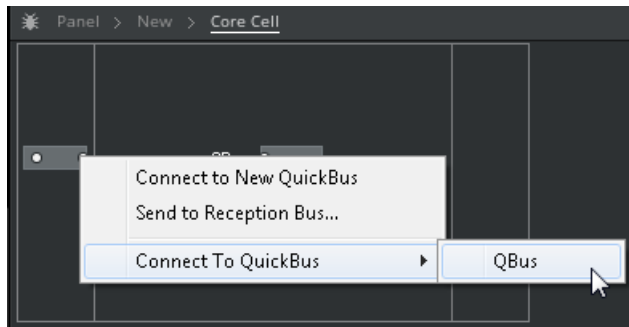 Panel > New > Core Cell
Connect to New QuickBus
Send to Reception Bus...
Connect To QuickBus
QBus